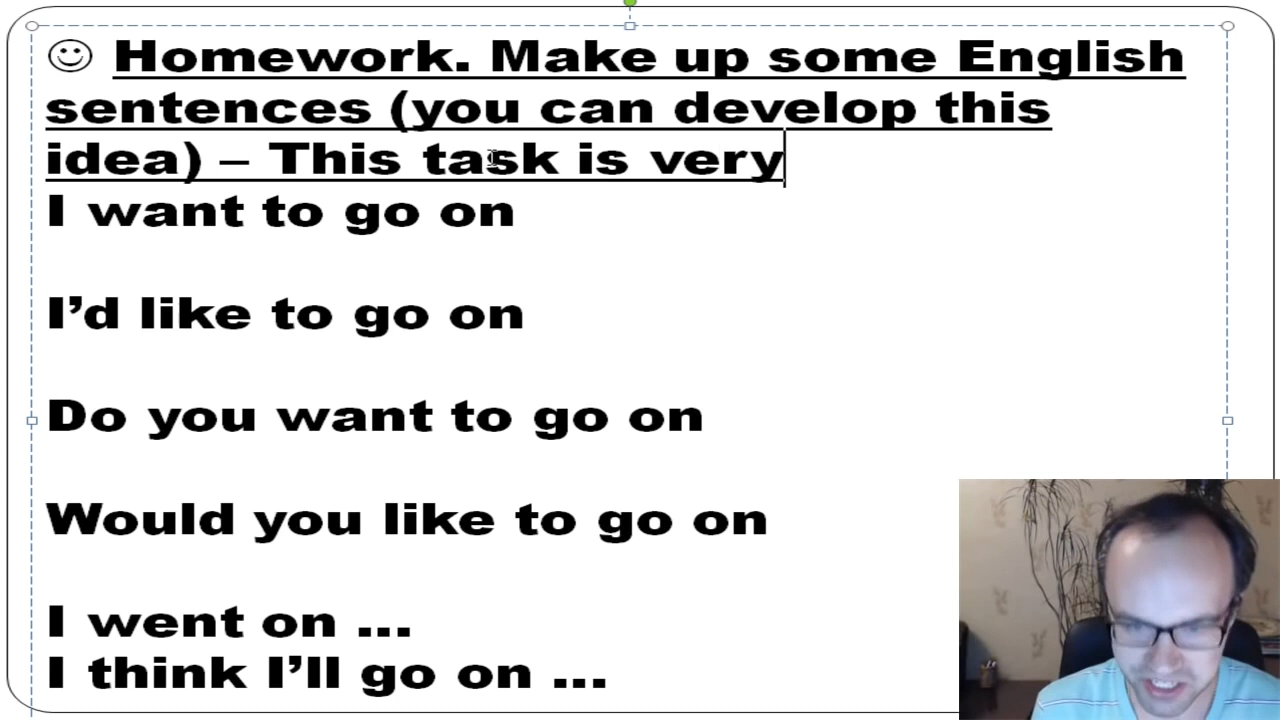 ☺ Homework. Make up some English
sentences (you can develop this
idea) – This task is very
I want to go on
I’d like to go on
Do you want to go on
Would you like to go on
I went on ...
I think I’ll go on ...